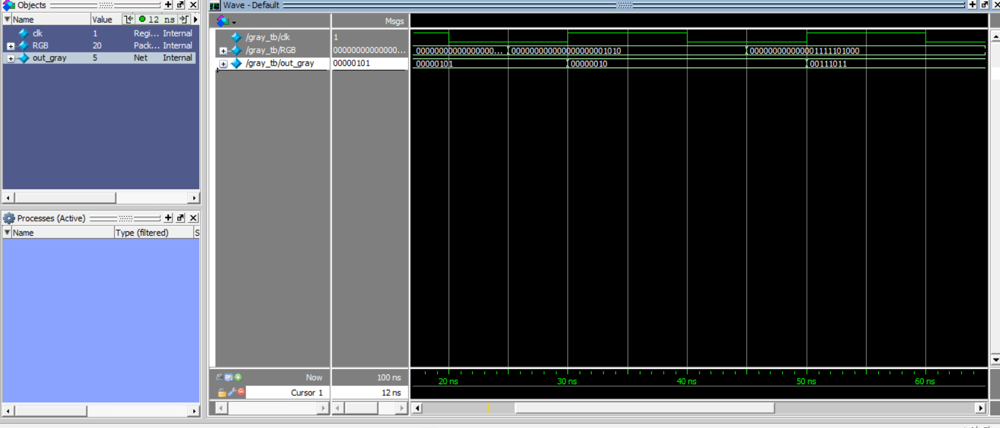 Objects
Name Value 12 ns
clk 1 Regi... Internal
RGB 20 Pack... Internal
out_gray 5 Net Internal
Processes (Active)
Name Type (filtered) S
Wave - Default
Msgs
/gray_tb/clk 1
/gray_tb/RGB 00000000000000... 00000000000000000... 000000000000000000001010 000000000000001111101000
/gray_tb/out_gray 00000101 00000101 00000010 00111011
Now 100 ns
Cursor 1 12 ns
20 ns 30 ns 40 ns 50 ns 60 ns